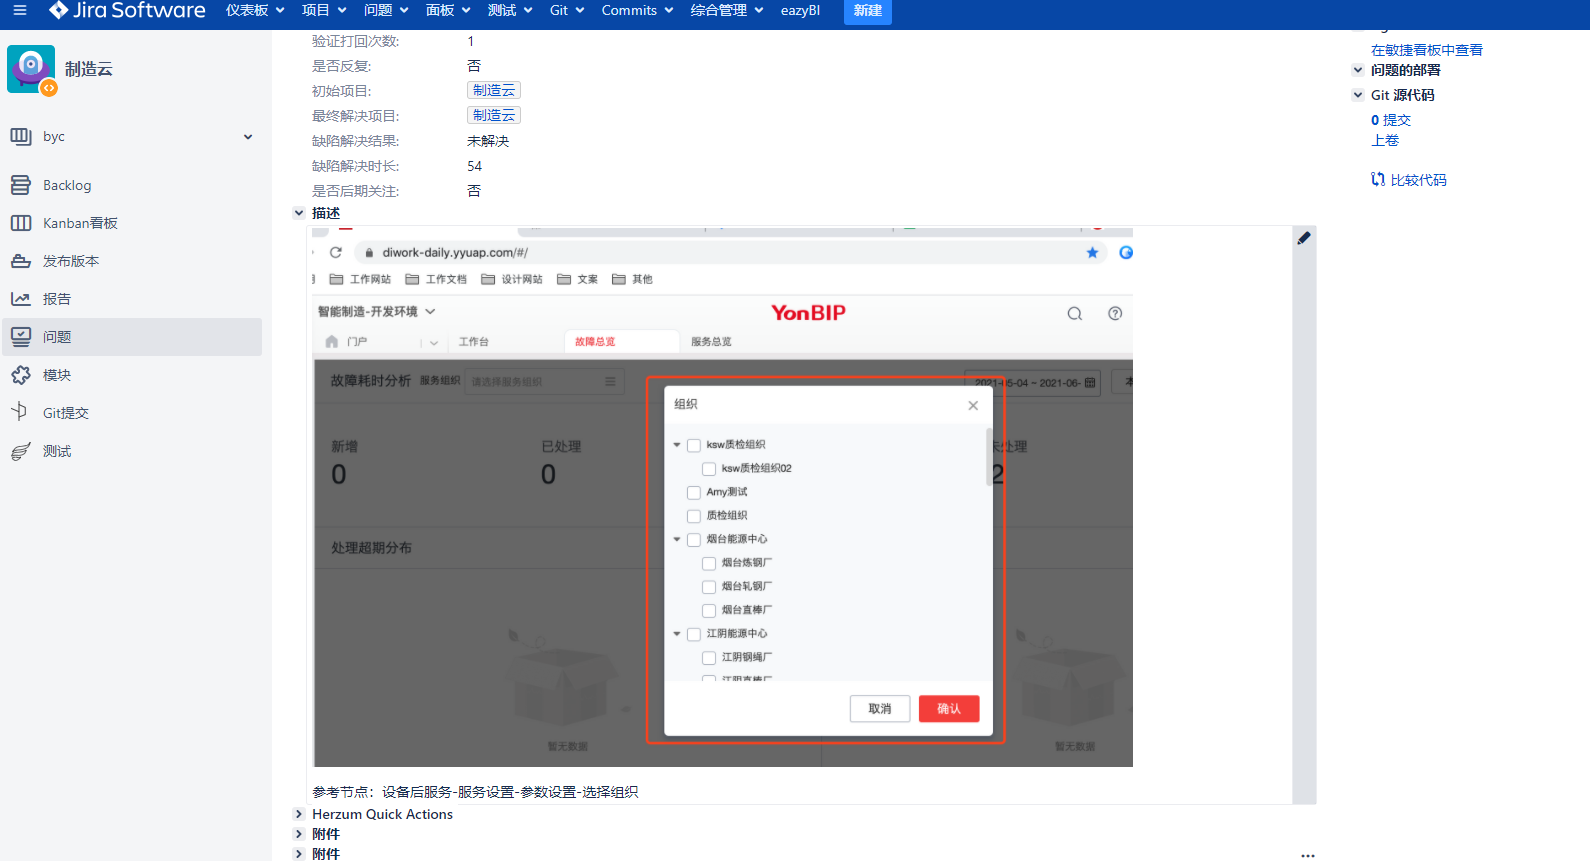 Jira Software 仪表板 项目 问题 面板 测试 Git Commits 综合管理 eazyBI 新建
制造云
byc
Backlog
Kanban看板
发布版本
报告
问题
模块
Git提交
测试
验证打回次数: 1
是否反复: 否
初始项目: 制造云
最终解决项目: 制造云
缺陷解决结果: 未解决
缺陷解决时长: 54
是否后期关注: 否
描述
diwork-daily.yyuap.com/#/
工作网站 工作文档 设计网站 文案 其他
智能制造-开发环境 YonBIP
门户 工作台 故障总览 服务总览
故障耗时分析 服务组织 请选择服务组织 2021-05-04 ~ 2021-06- 本
新增 已处理 未处理
0 0 2
处理超期分布
暂无数据 暂无数据
组织
ksw质检组织
ksw质检组织02
Amy测试
质检组织
烟台能源中心
烟台炼钢厂
烟台轧钢厂
烟台直棒厂
江阴能源中心
江阴钢绳厂
江阴直棒厂
取消 确认
参考节点：设备后服务-服务设置-参数设置-选择组织
Herzum Quick Actions
附件
附件
在敏捷看板中查看
问题的部署
Git 源代码
0 提交
上卷
比较代码